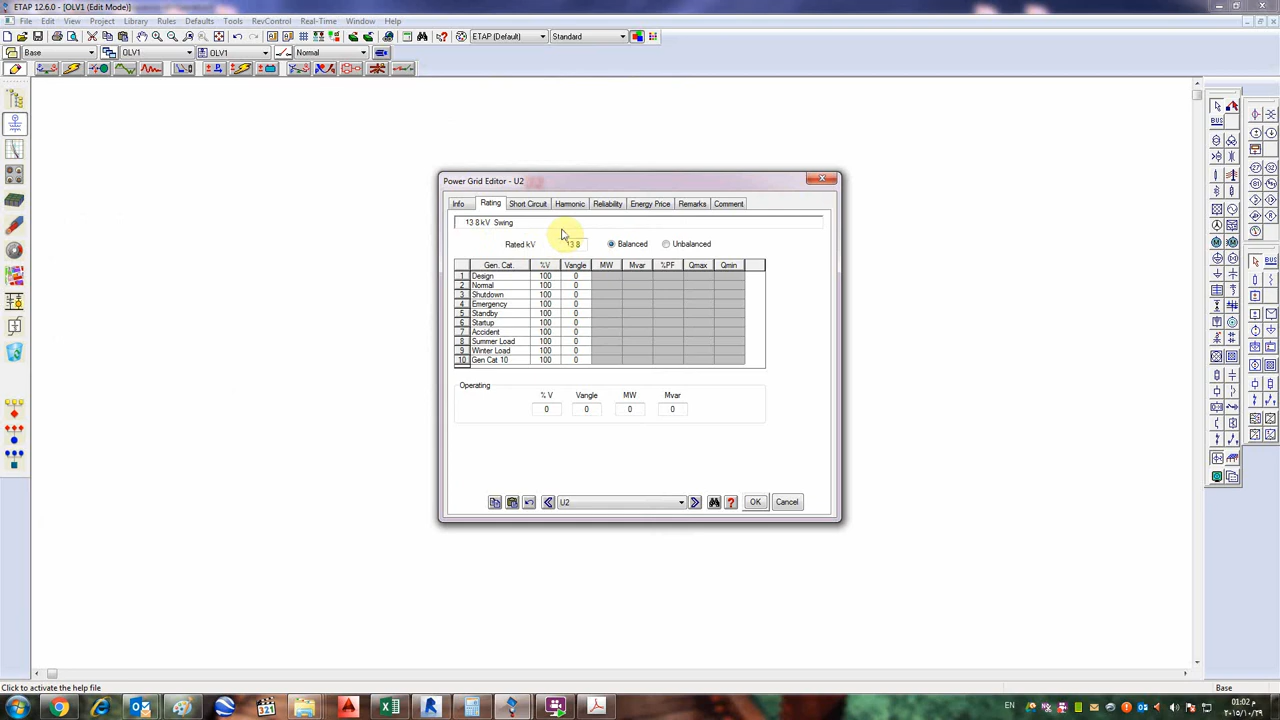 ETAP 12.6.0 - [OLV1 (Edit Mode)]
File Edit View Project Library Rules Defaults Tools RevControl Real-Time Window Help
ETAP (Default) Standard
Base OLV1 OLV1 Normal
BUS
BUS
Power Grid Editor - U2
Info Rating Short Circuit Harmonic Reliability Energy Price Remarks Comment
13.8 kV Swing
Rated kV 13.8 Balanced Unbalanced
Gen. Cat. %V Vangle MW Mvar %PF Qmax Qmin
1 Design 100 0
2 Normal 100 0
3 Shutdown 100 0
4 Emergency 100 0
5 Standby 100 0
6 Startup 100 0
7 Accident 100 0
8 Summer Load 100 0
9 Winter Load 100 0
10 Gen Cat 10 100 0
Operating
% V Vangle MW Mvar
0 0 0 0
U2 OK Cancel
Click to activate the help file Base
321
EN
01:02 م